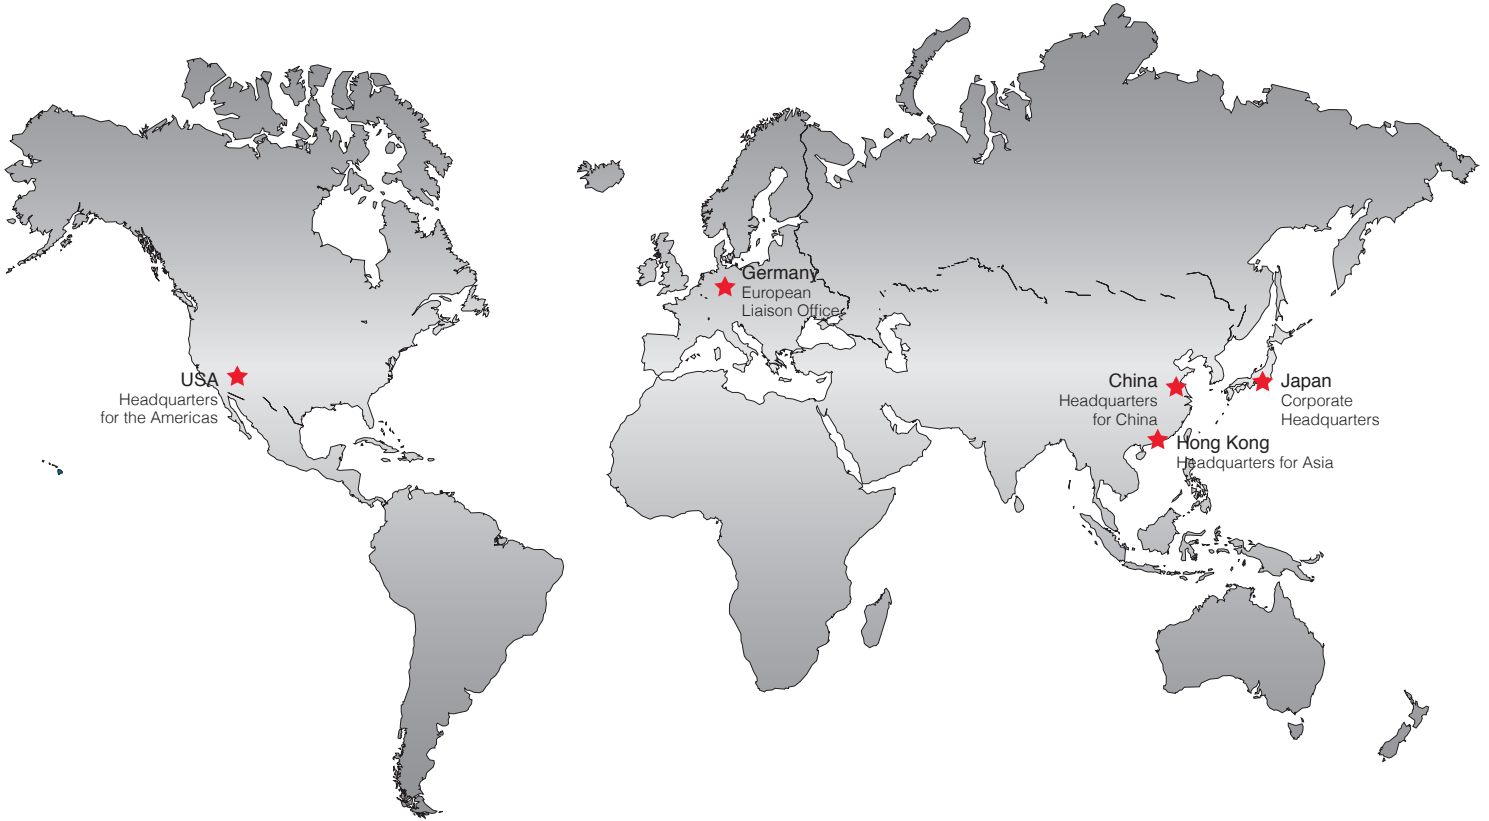 Germany
European
Liaison Office
USA
Headquarters
for the Americas
China
Headquarters
for China
Japan
Corporate
Headquarters
Hong Kong
Headquarters for Asia